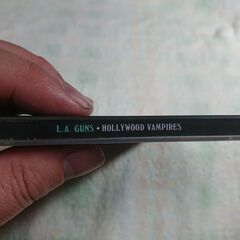 L.A. GUNS • HOLLYWOOD VAMPIRES